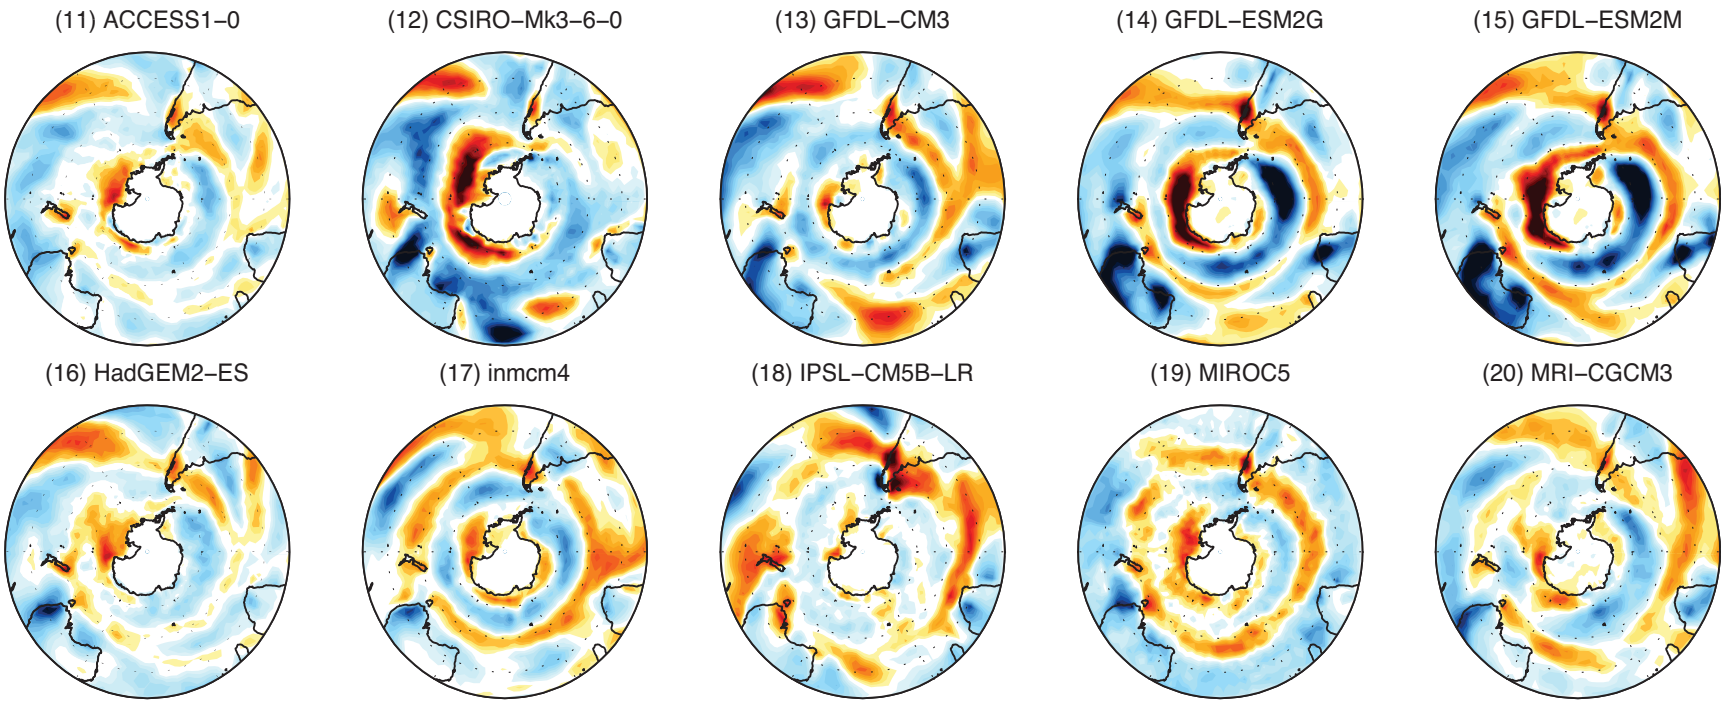 (11) ACCESS1−0
(12) CSIRO−Mk3−6−0
(13) GFDL−CM3
(14) GFDL−ESM2G
(15) GFDL−ESM2M
(16) HadGEM2−ES
(17) inmcm4
(18) IPSL−CM5B−LR
(19) MIROC5
(20) MRI−CGCM3